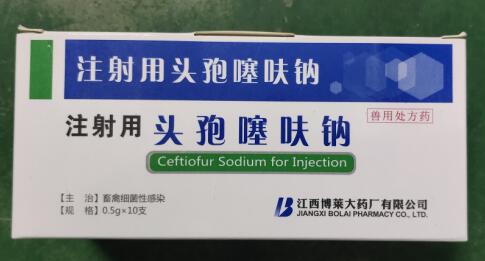 注射用头孢噻呋钠
兽用处方药
注射用 头孢噻呋钠
Ceftiofur Sodium for Injection
【主 治】畜禽细菌性感染
【规 格】0.5g×10支
江西博莱大药厂有限公司
JIANGXI BOLAI PHARMACY CO., LTD.